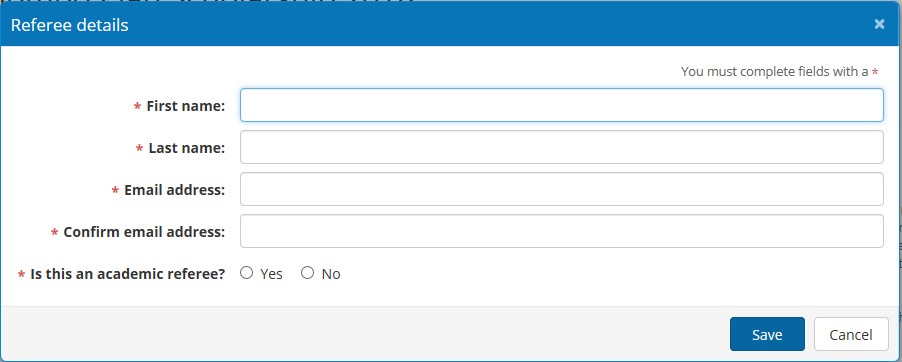 Referee details ×
You must complete fields with a *
* First name:
* Last name:
* Email address:
* Confirm email address:
* Is this an academic referee? Yes No
Save Cancel